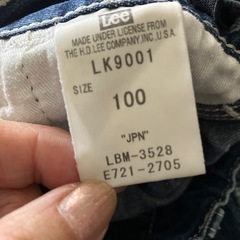 Lee
MADE UNDER LICENSE FROM
THE H.D.LEE COMPANY, INC., U.S.A.
LK9001
SIZE
100
"JPN"
LBM-3528
E721-2705